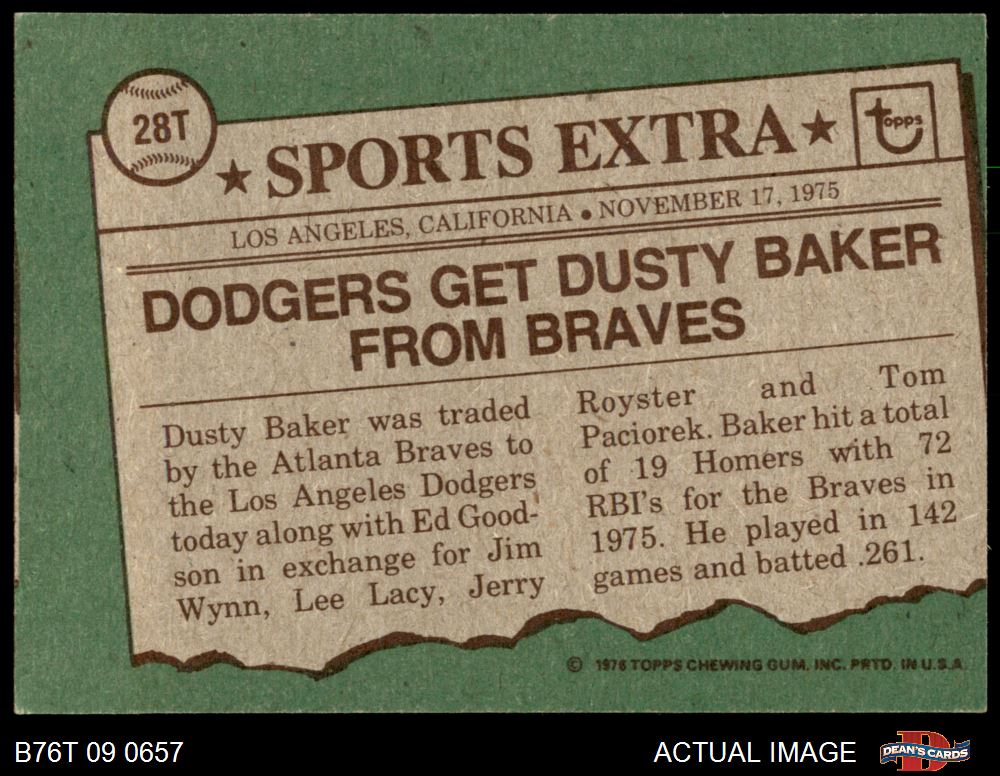 28T
★ SPORTS EXTRA ★
topps
LOS ANGELES, CALIFORNIA ● NOVEMBER 17, 1975
DODGERS GET DUSTY BAKER
FROM BRAVES
Dusty Baker was traded
by the Atlanta Braves to
the Los Angeles Dodgers
today along with Ed Good-
son in exchange for Jim
Wynn, Lee Lacy, Jerry
Royster and Tom
Paciorek. Baker hit a total
of 19 Homers with 72
RBI's for the Braves in
1975. He played in 142
games and batted .261.
© 1976 TOPPS CHEWING GUM, INC. PRTD. IN U.S.A.
B76T 09 0657
ACTUAL IMAGE
DEAN'S CARDS